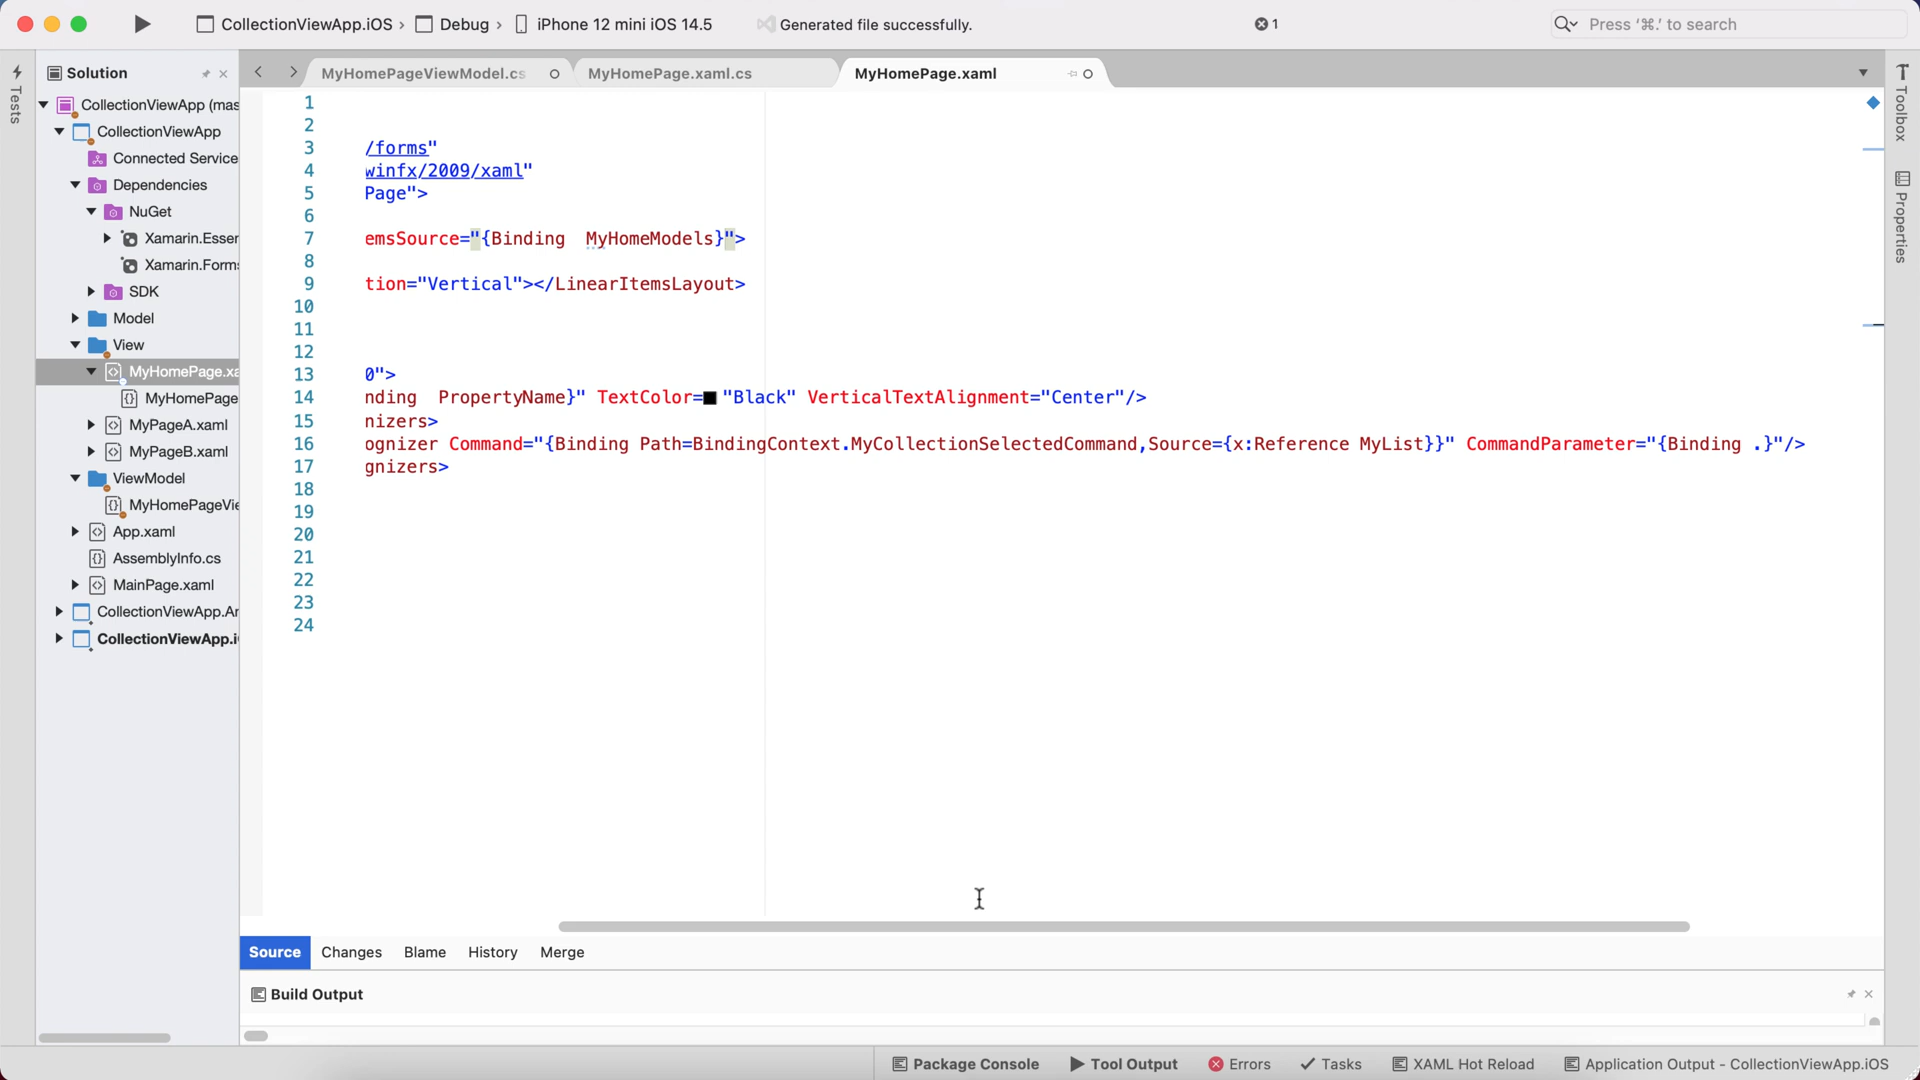 CollectionViewApp.iOS › Debug › iPhone 12 mini iOS 14.5 Generated file successfully. 1 Press ‘⌘.’ to search
Tests
Solution
CollectionViewApp (mas
CollectionViewApp
Connected Service
Dependencies
NuGet
Xamarin.Esser
Xamarin.Forms
SDK
Model
View
MyHomePage.xa
MyHomePage
MyPageA.xaml
MyPageB.xaml
ViewModel
MyHomePageVie
App.xaml
AssemblyInfo.cs
MainPage.xaml
CollectionViewApp.Ar
CollectionViewApp.i
MyHomePageViewModel.cs MyHomePage.xaml.cs MyHomePage.xaml
1
2
3 /forms"
4 winfx/2009/xaml"
5 Page">
6
7 emsSource="{Binding  MyHomeModels}">
8
9 tion="Vertical"></LinearItemsLayout>
10
11
12
13 0">
14 nding  PropertyName}" TextColor="Black" VerticalTextAlignment="Center"/>
15 nizers>
16 ognizer Command="{Binding Path=BindingContext.MyCollectionSelectedCommand,Source={x:Reference MyList}}" CommandParameter="{Binding .}"/>
17 gnizers>
18
19
20
21
22
23
24
Toolbox
Properties
Source Changes Blame History Merge
Build Output
Package Console Tool Output Errors Tasks XAML Hot Reload Application Output - CollectionViewApp.iOS